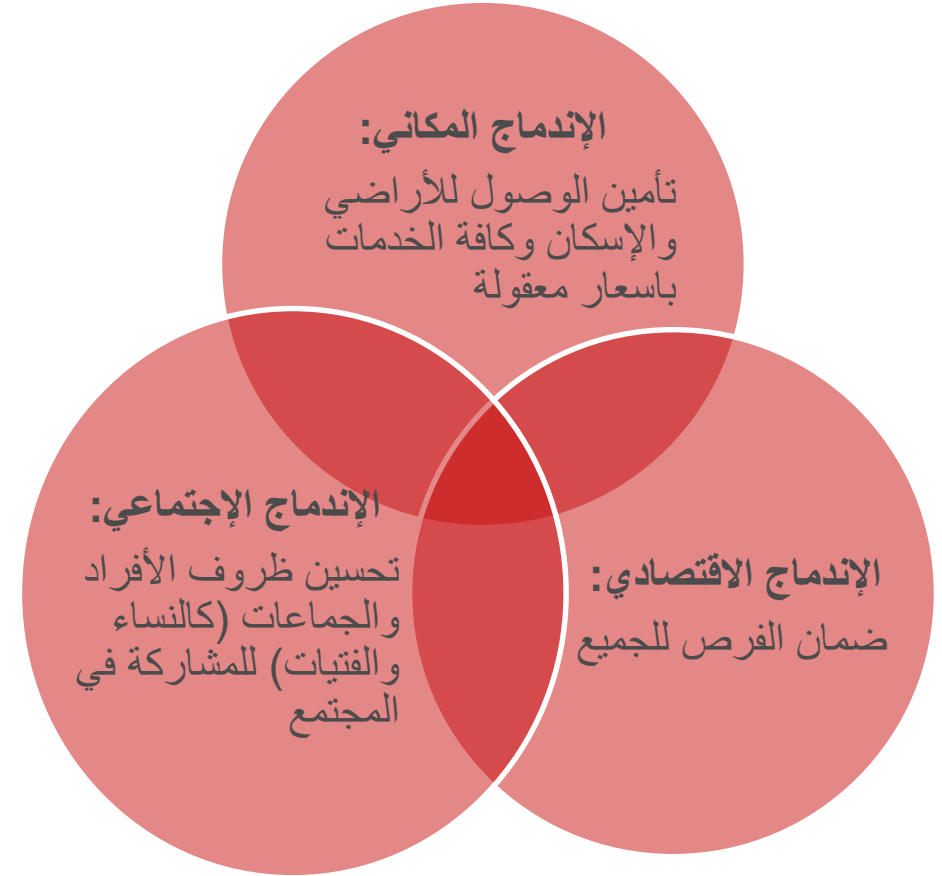 الإندماج المكاني:
تأمين الوصول للأراضي
والإسكان وكافة الخدمات
باسعار معقولة
الإندماج الإجتماعي:
تحسين ظروف الأفراد
والجماعات (كالنساء
والفتيات) للمشاركة في
المجتمع
الإندماج الاقتصادي:
ضمان الفرص للجميع